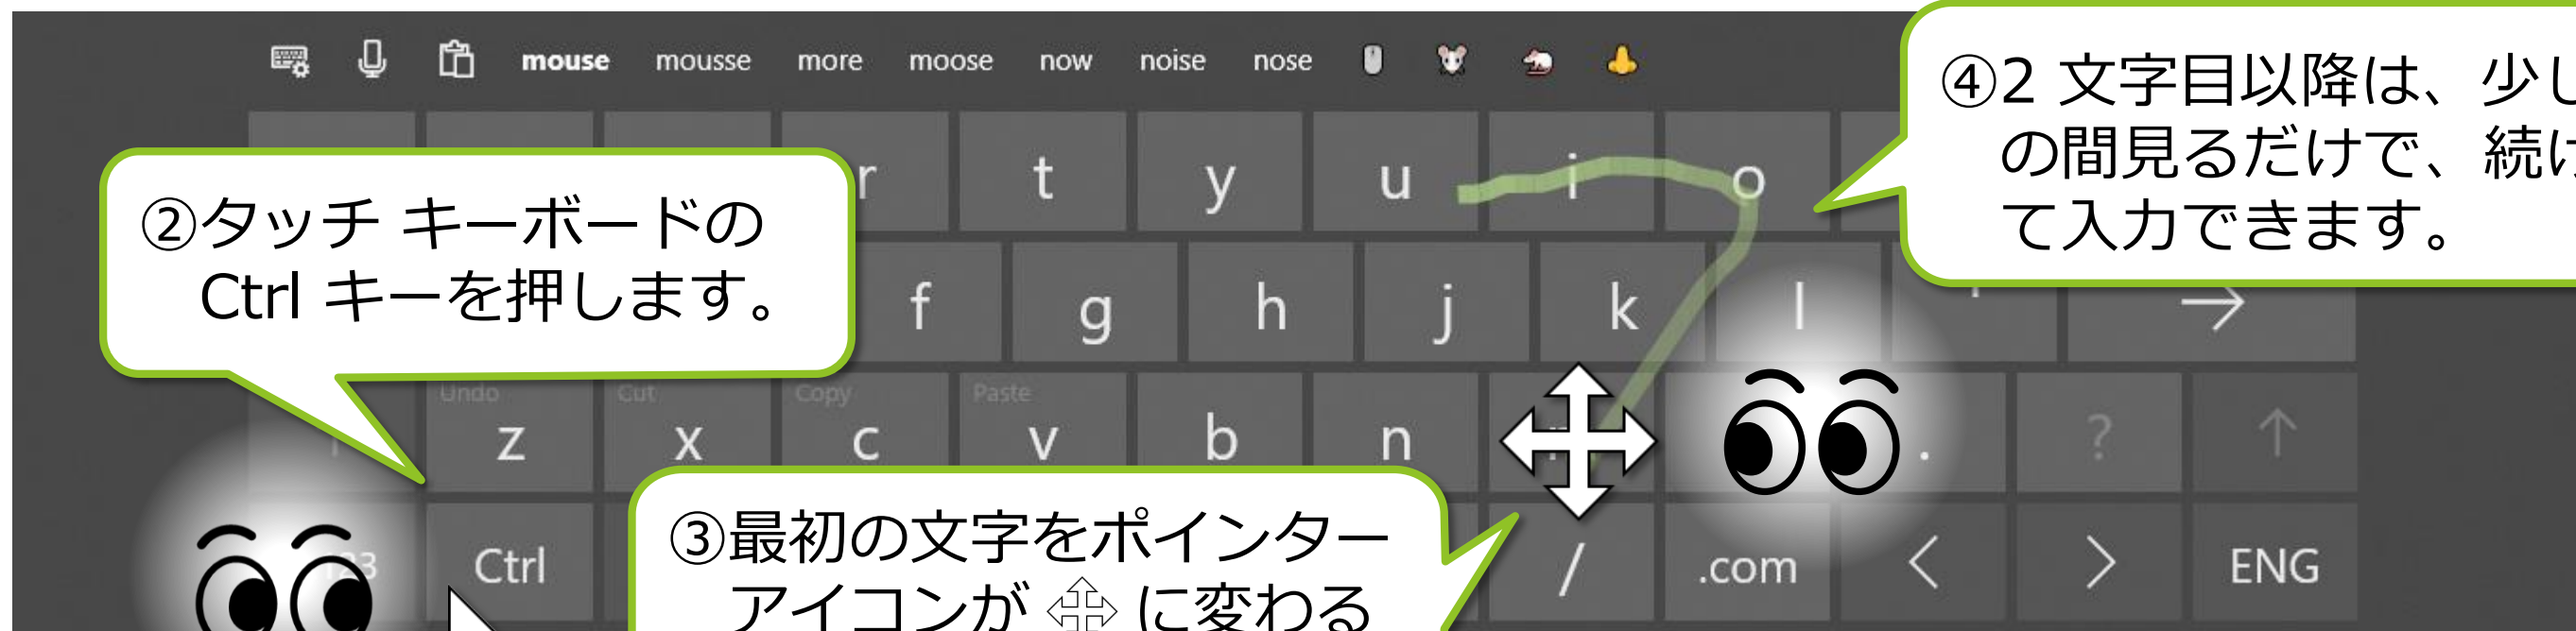 mouse mousse more moose now noise nose
④2 文字目以降は、少し
の間見るだけで、続け
て入力できます。
r t y u i o
②タッチ キーボードの
Ctrl キーを押します。
f g h j k l '
Undo Cut Copy Paste
z x c v b n . ?
Ctrl / .com < > ENG
③最初の文字をポインター
アイコンが に変わる